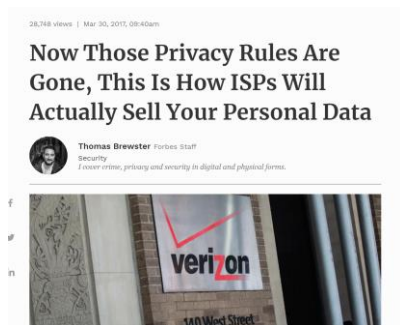 28,748 views | Mar 30, 2017, 09:40am
Now Those Privacy Rules Are
Gone, This Is How ISPs Will
Actually Sell Your Personal Data
Thomas Brewster Forbes Staff
Security
I cover crime, privacy and security in digital and physical forms.
f
in
verizon
140 West Street